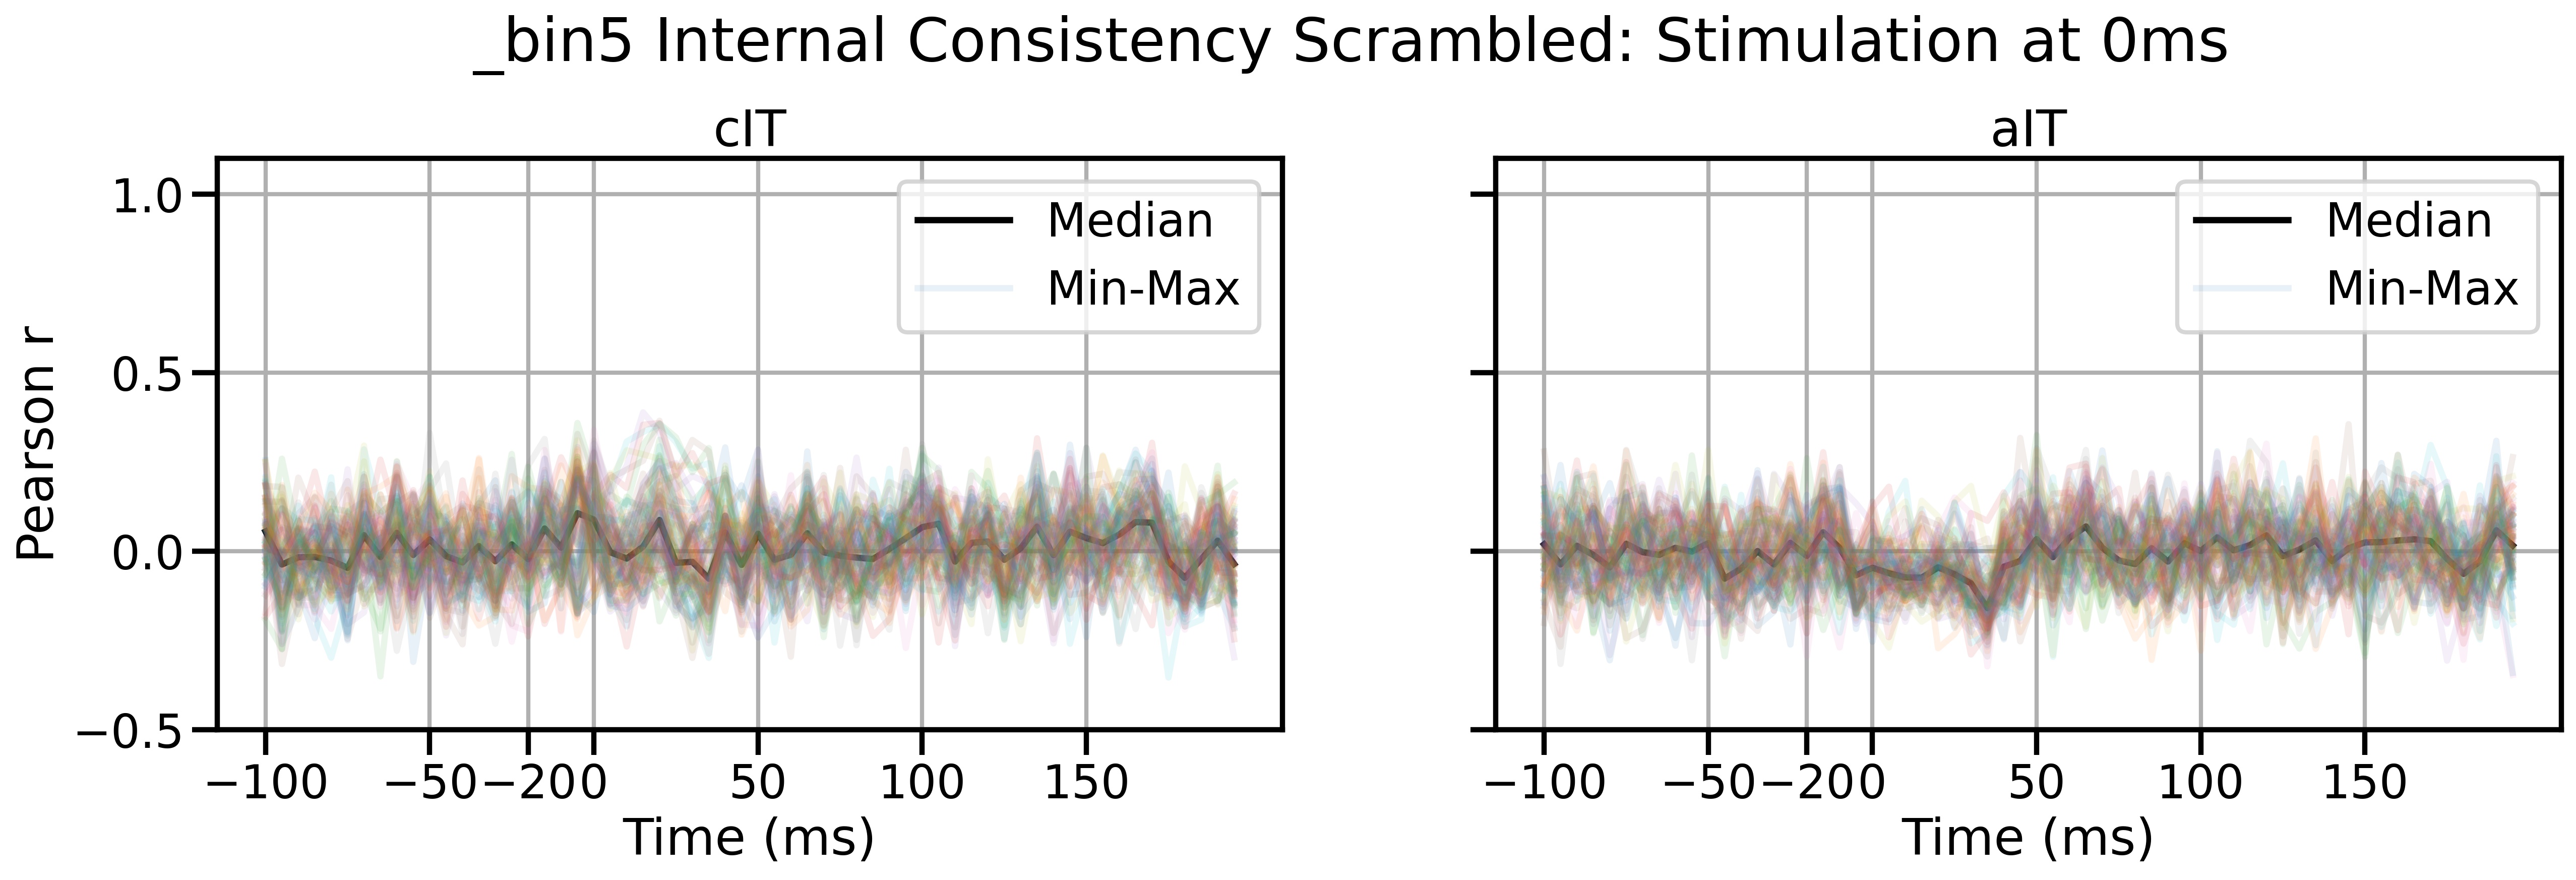 _bin5 Internal Consistency Scrambled: Stimulation at 0ms
cIT
aIT
1.0
0.5
0.0
−0.5
Pearson r
Median
Min-Max
Median
Min-Max
−100 −50 −20 0 0 50 100 150
−100 −50 −20 0 0 50 100 150
Time (ms)
Time (ms)